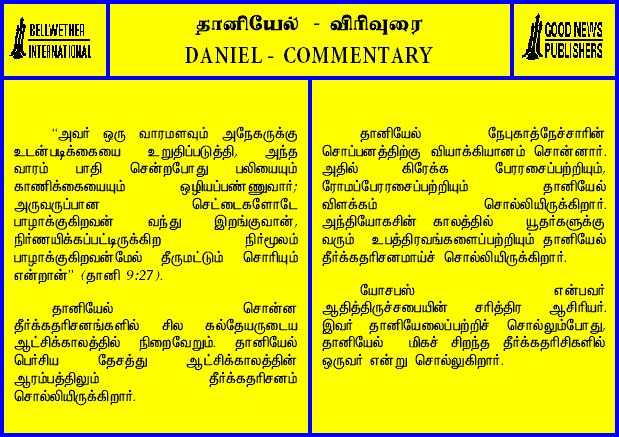 BELLWETHER
INTERNATIONAL
தானியேல் - விரிவுரை
DANIEL - COMMENTARY
GOOD NEWS
PUBLISHERS
“அவர் ஒரு வாரமளவும் அநேகருக்கு
உடன்படிக்கையை உறுதிப்படுத்தி, அந்த
வாரம் பாதி சென்றபோது பலியையும்
காணிக்கையையும் ஒழியப்பண்ணுவார்;
அருவருப்பான செட்டைகளோடே
பாழாக்குகிறவன் வந்து இறங்குவான்,
நிர்ணயிக்கப்பட்டிருக்கிற நிர்மூலம்
பாழாக்குகிறவன்மேல் தீருமட்டும் சொரியும்
என்றான்” (தானி 9:27).
தானியேல் சொன்ன
தீர்க்கதரிசனங்களில் சில கல்தேயருடைய
ஆட்சிக்காலத்தில் நிறைவேறும். தானியேல்
பெர்சிய தேசத்து ஆட்சிகாலத்தின்
ஆரம்பத்திலும் தீர்க்கதரிசனம்
சொல்லியிருக்கிறார்.
தானியேல் நேபுகாத்நேச்சாரின்
சொப்பனத்திற்கு வியாக்கியானம் சொன்னார்.
அதில் கிரேக்க பேரரசைப்பற்றியும்,
ரோமப்பேரரசைப்பற்றியும் தானியேல்
விளக்கம் சொல்லியிருக்கிறார்.
அந்தியோகசின் காலத்தில் யூதர்களுக்கு
வரும் உபத்திரவங்களைப்பற்றியும் தானியேல்
தீர்க்கதரிசனமாய்ச் சொல்லியிருக்கிறார்.
யோசபஸ் என்பவர்
ஆதித்திருச்சபையின் சரித்திர ஆசிரியர்.
இவர் தானியேலைப்பற்றிச் சொல்லும்போது,
தானியேல் மிகச் சிறந்த தீர்க்கதரிசிகளில்
ஒருவர் என்று சொல்லுகிறார்.